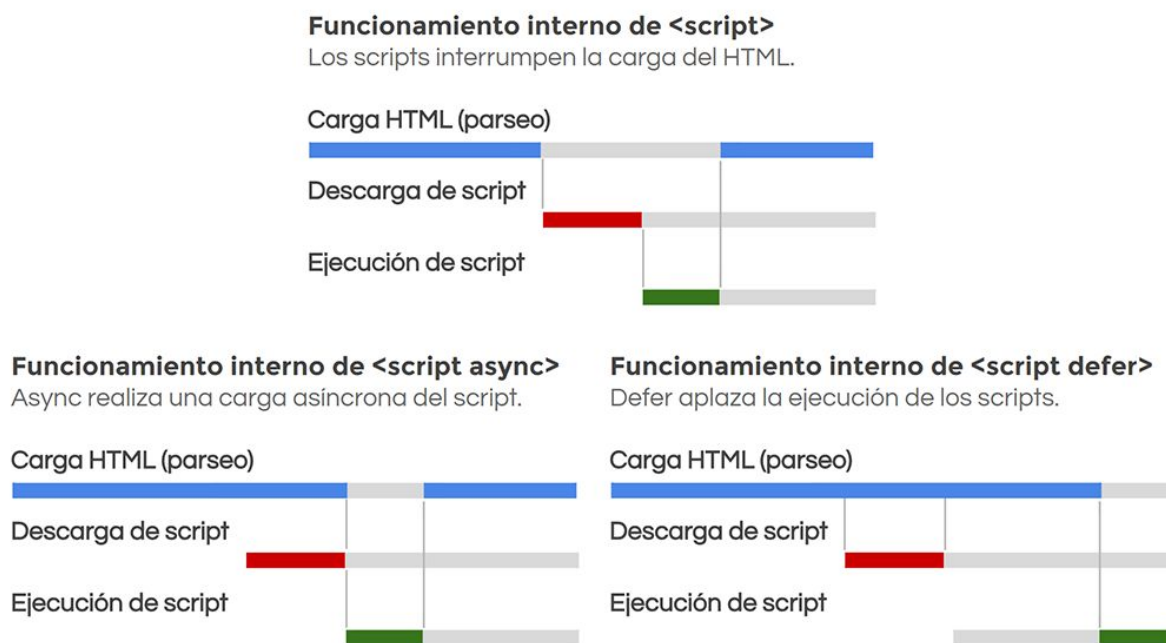 Funcionamiento interno de <script>
Los scripts interrumpen la carga del HTML.
Carga HTML (parseo)
Descarga de script
Ejecución de script
Funcionamiento interno de <script async>
Async realiza una carga asíncrona del script.
Carga HTML (parseo)
Descarga de script
Ejecución de script
Funcionamiento interno de <script defer>
Defer aplaza la ejecución de los scripts.
Carga HTML (parseo)
Descarga de script
Ejecución de script